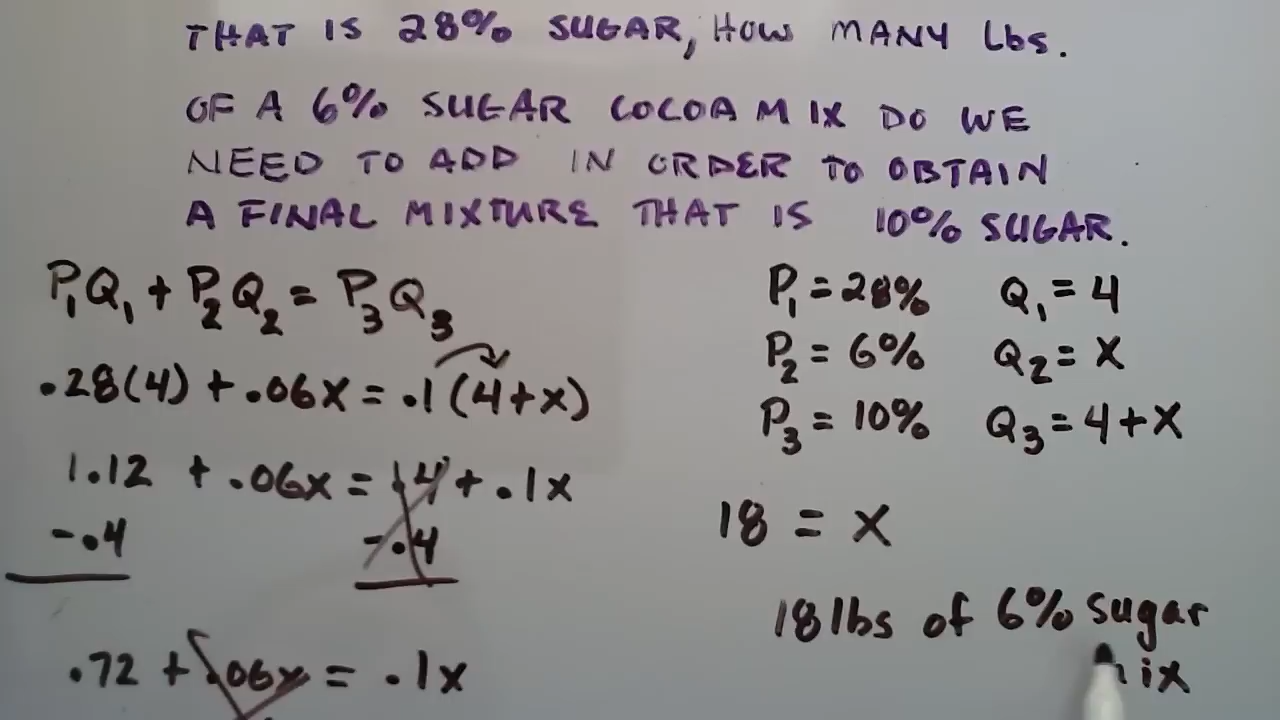 THAT IS 28% SUGAR, HOW MANY Lbs.
OF A 6% SUGAR COCOA MIX DO WE
NEED TO ADD IN ORDER TO OBTAIN
A FINAL MIXTURE THAT IS 10% SUGAR.
P₁Q₁ + P₂Q₂ = P₃Q₃
.28(4) + .06x = .1(4+x)
1.12 + .06x = .4 + .1x
-.4 -.4
.72 + .06x = .1x
P₁ = 28% Q₁ = 4
P₂ = 6% Q₂ = X
P₃ = 10% Q₃ = 4+X
18 = X
18 lbs of 6% sugar